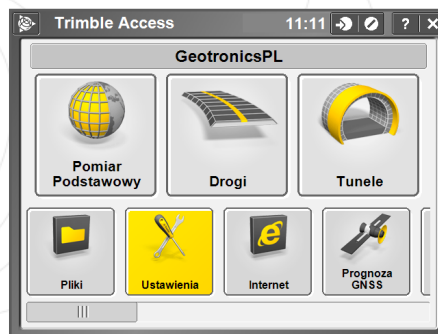 Trimble Access 11:11 ? X
GeotronicsPL
Pomiar
Podstawowy
Drogi
Tunele
Pliki
Ustawienia
Internet
Prognoza
GNSS